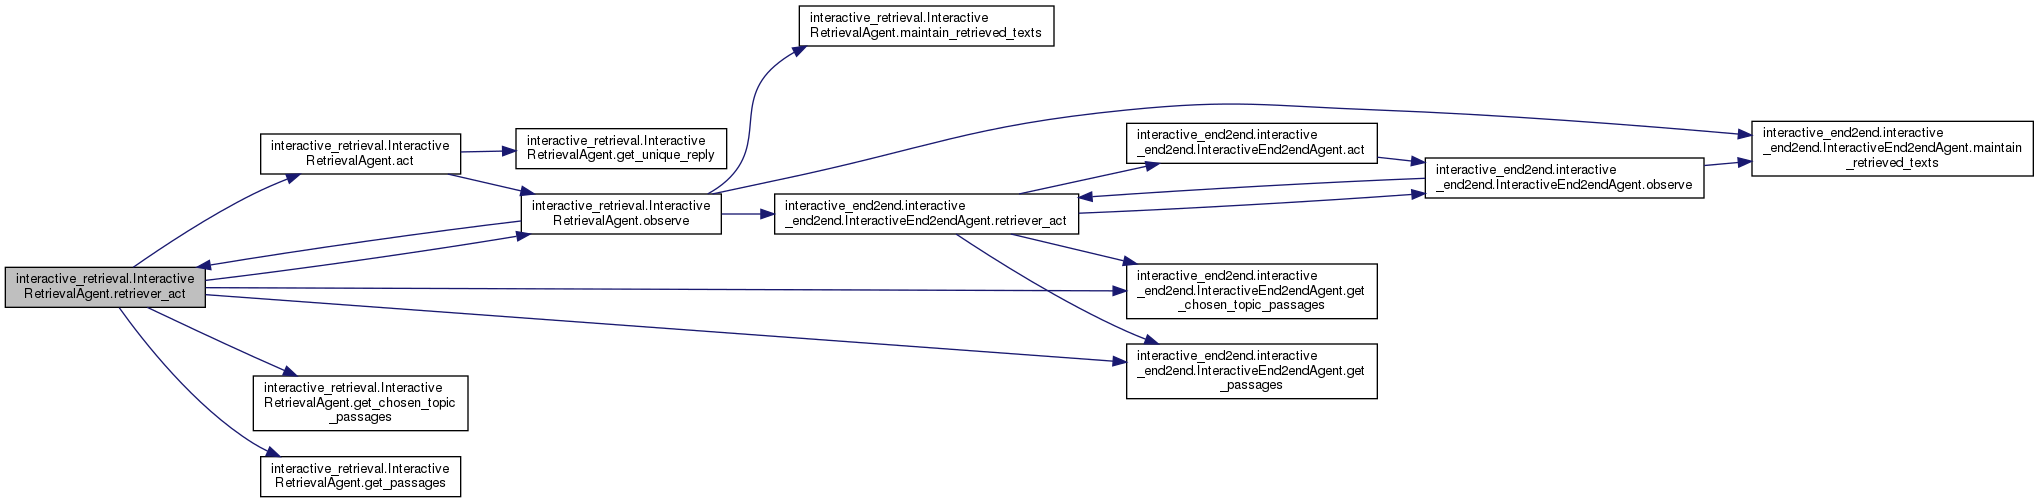 interactive_retrieval.Interactive
RetrievalAgent.maintain_retrieved_texts
interactive_retrieval.Interactive
RetrievalAgent.act
interactive_retrieval.Interactive
RetrievalAgent.get_unique_reply
interactive_end2end.interactive
_end2end.InteractiveEnd2endAgent.act
interactive_end2end.interactive
_end2end.InteractiveEnd2endAgent.maintain
_retrieved_texts
interactive_end2end.interactive
_end2end.InteractiveEnd2endAgent.observe
interactive_retrieval.Interactive
RetrievalAgent.observe
interactive_end2end.interactive
_end2end.InteractiveEnd2endAgent.retriever_act
interactive_retrieval.Interactive
RetrievalAgent.retriever_act
interactive_end2end.interactive
_end2end.InteractiveEnd2endAgent.get
_chosen_topic_passages
interactive_end2end.interactive
_end2end.InteractiveEnd2endAgent.get
_passages
interactive_retrieval.Interactive
RetrievalAgent.get_chosen_topic
_passages
interactive_retrieval.Interactive
RetrievalAgent.get_passages